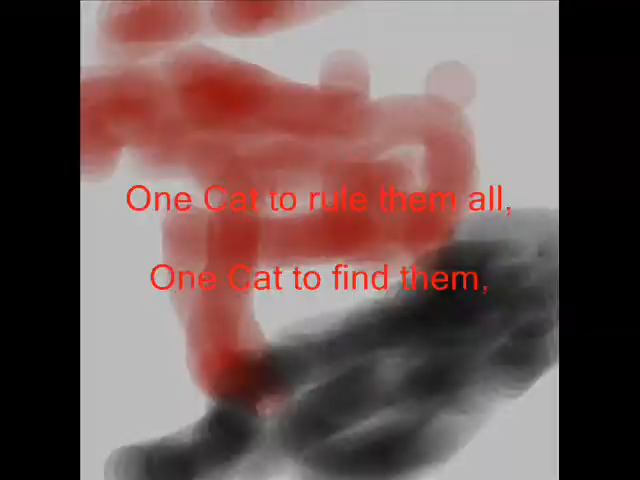 One Cat to rule them all,
One Cat to find them,